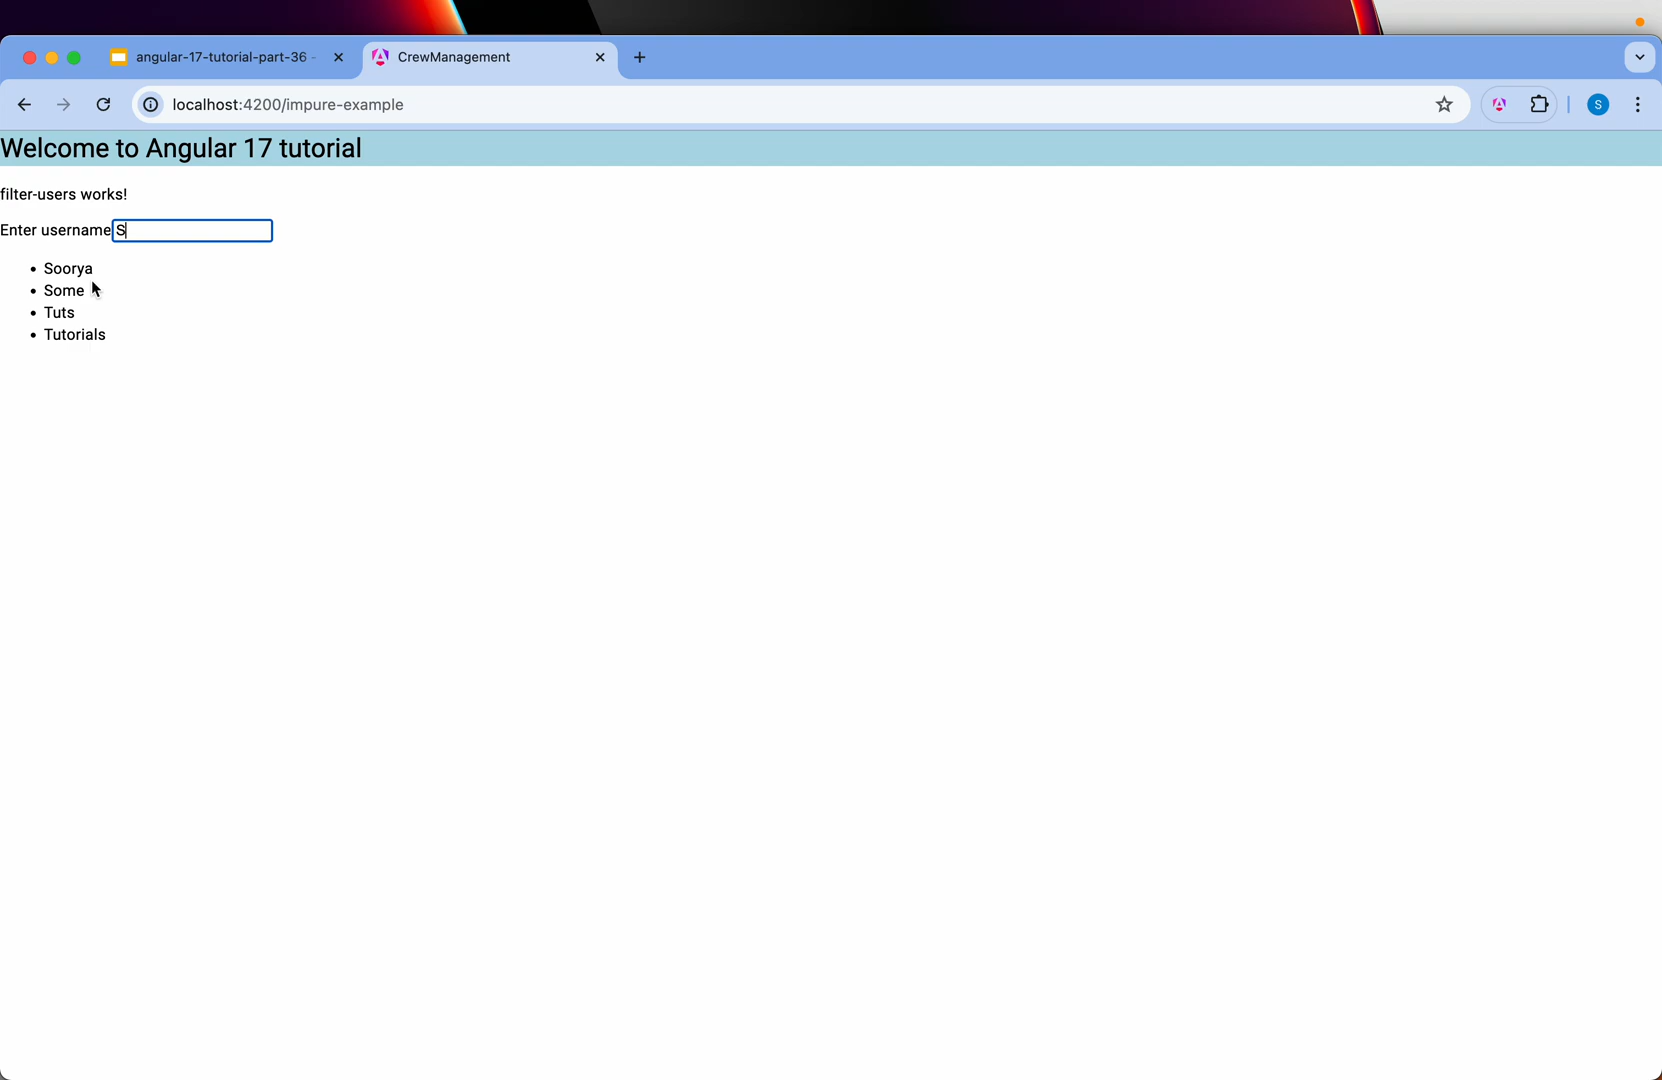 angular-17-tutorial-part-36 -
CrewManagement
localhost:4200/impure-example
S
Welcome to Angular 17 tutorial
filter-users works!
Enter username S
Soorya
Some
Tuts
Tutorials